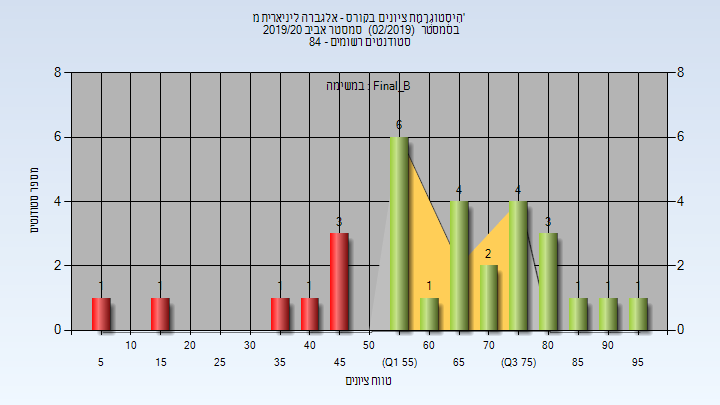 הִיסְטוֹגְרָמַת ציונים בקורס - אלגברה ליניארית מ'
בסמסטר (02/2019) סמסטר אביב 2019/20
סטודנטים רשומים - 84
במשימה : Final_B
8 8
6 6
4 4
2 2
0 0
מספר סטודנטים
1 1 1 1 3 6 1 4 2 4 3 1 1 1
10 20 30 40 50 60 70 80 90
5 15 25 35 45 (Q1 55) 65 (Q3 75) 85 95
טווח ציונים